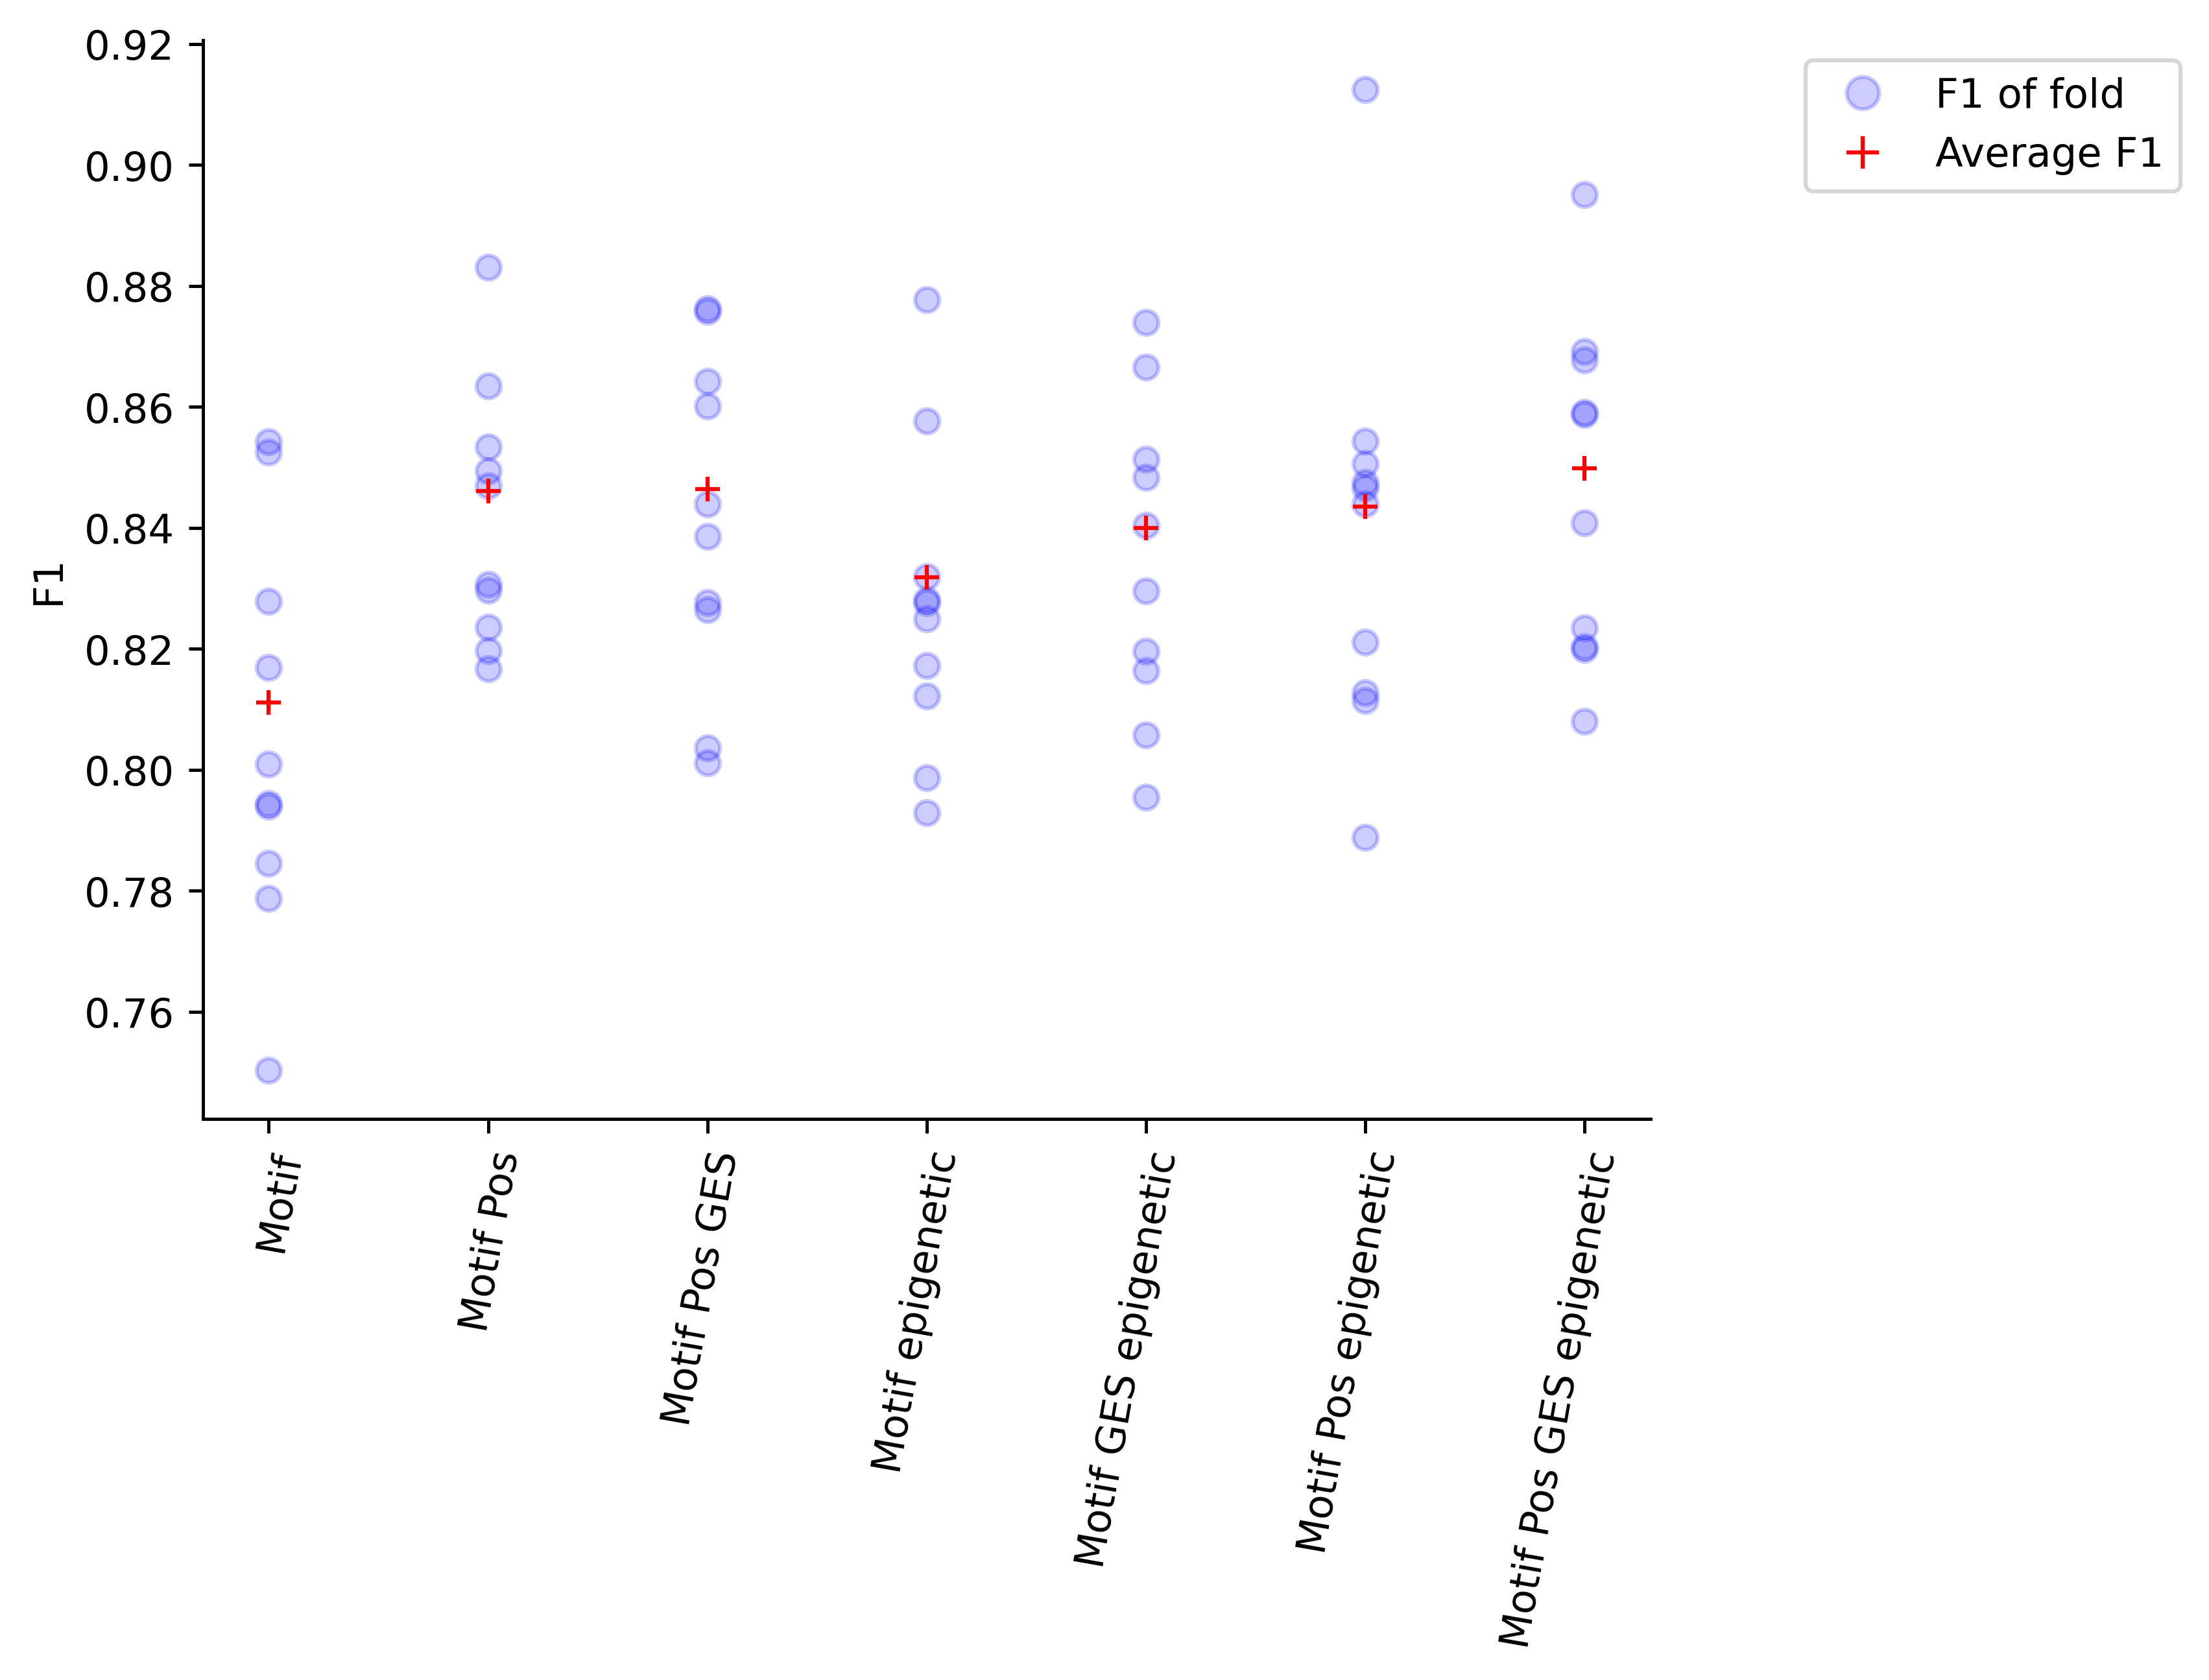 0.92
0.90
0.88
0.86
0.84
0.82
0.80
0.78
0.76
F1
Motif
Motif Pos
Motif Pos GES
Motif epigenetic
Motif GES epigenetic
Motif Pos epigenetic
Motif Pos GES epigenetic
F1 of fold
Average F1